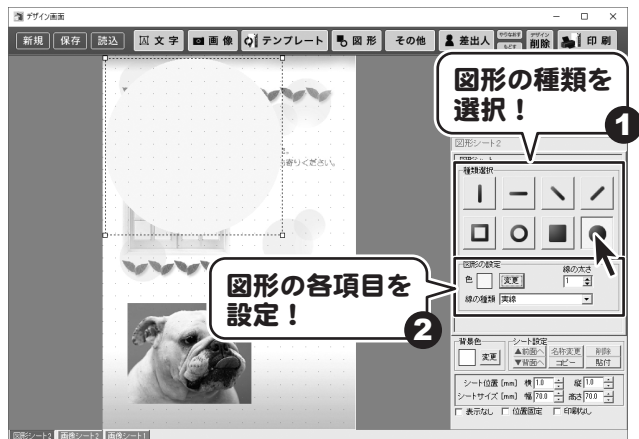 デザイン画面
新規 保存 読込 文字 画像 テンプレート 図形 その他 差出人 やりなおす もどす デザイン 削除 印刷
図形の種類を
選択！
1
図形シート2
種類選択
寄りください。
図形の設定
線の太さ
色 変更 1
線の種類 実線
図形の各項目を
設定！
2
背景色
シート設定
変更
▲前面へ 名称変更 削除
▼背面へ コピー 貼付
シート位置 [mm] 横 1.0 縦 1.0
シートサイズ [mm] 幅 70.0 高さ 70.0
表示なし 位置固定 印刷なし
図形シート2 画像シート2 画像シート1